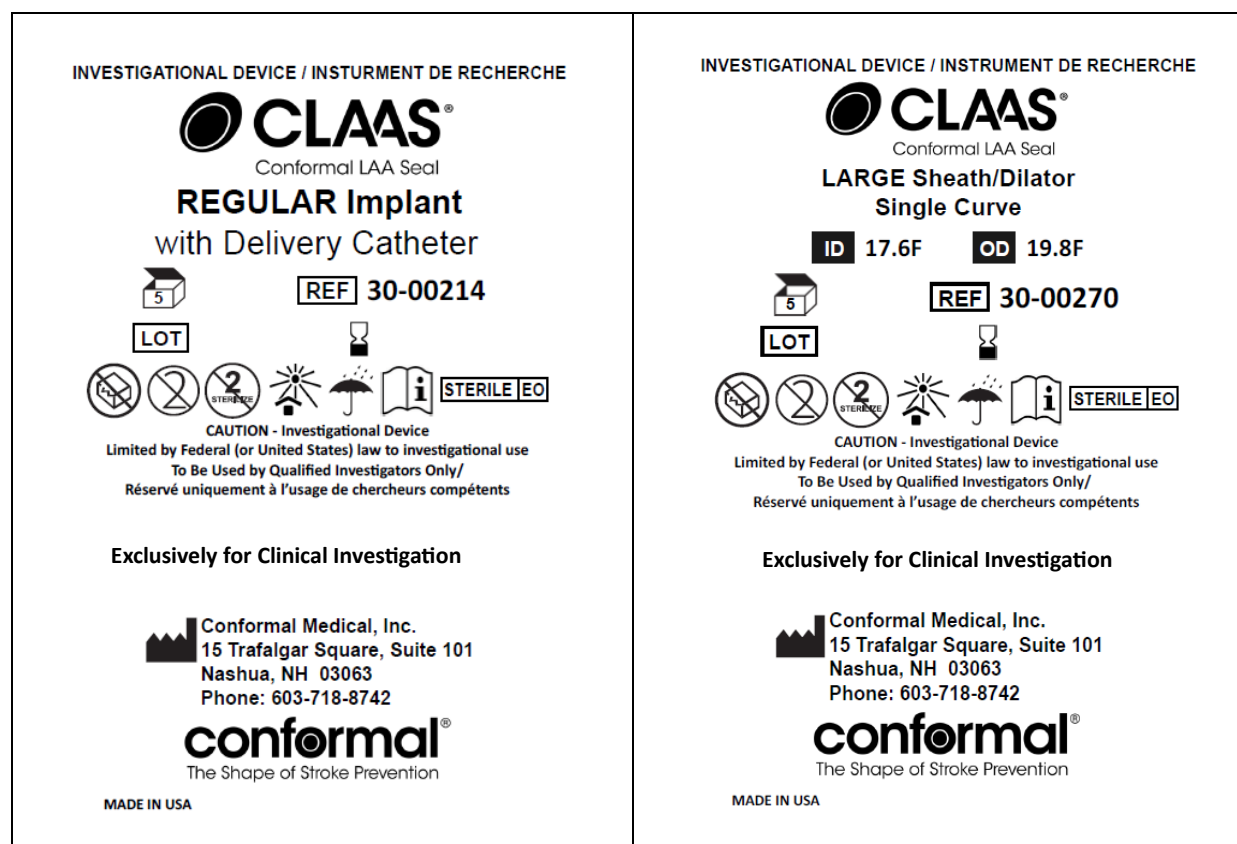 INVESTIGATIONAL DEVICE / INSTURMENT DE RECHERCHE
CLAAS®
Conformal LAA Seal
REGULAR Implant
with Delivery Catheter
5
REF 30-00214
LOT
2
2
STERILIZE
i
STERILE EO
CAUTION - Investigational Device
Limited by Federal (or United States) law to investigational use
To Be Used by Qualified Investigators Only/
Réservé uniquement à l'usage de chercheurs compétents
Exclusively for Clinical Investigation
Conformal Medical, Inc.
15 Trafalgar Square, Suite 101
Nashua, NH 03063
Phone: 603-718-8742
conformal®
The Shape of Stroke Prevention
MADE IN USA
INVESTIGATIONAL DEVICE / INSTRUMENT DE RECHERCHE
CLAAS®
Conformal LAA Seal
LARGE Sheath/Dilator
Single Curve
ID 17.6F OD 19.8F
5
REF 30-00270
LOT
2
2
STERILIZE
i
STERILE EO
CAUTION - Investigational Device
Limited by Federal (or United States) law to investigational use
To Be Used by Qualified Investigators Only/
Réservé uniquement à l'usage de chercheurs compétents
Exclusively for Clinical Investigation
Conformal Medical, Inc.
15 Trafalgar Square, Suite 101
Nashua, NH 03063
Phone: 603-718-8742
conformal®
The Shape of Stroke Prevention
MADE IN USA